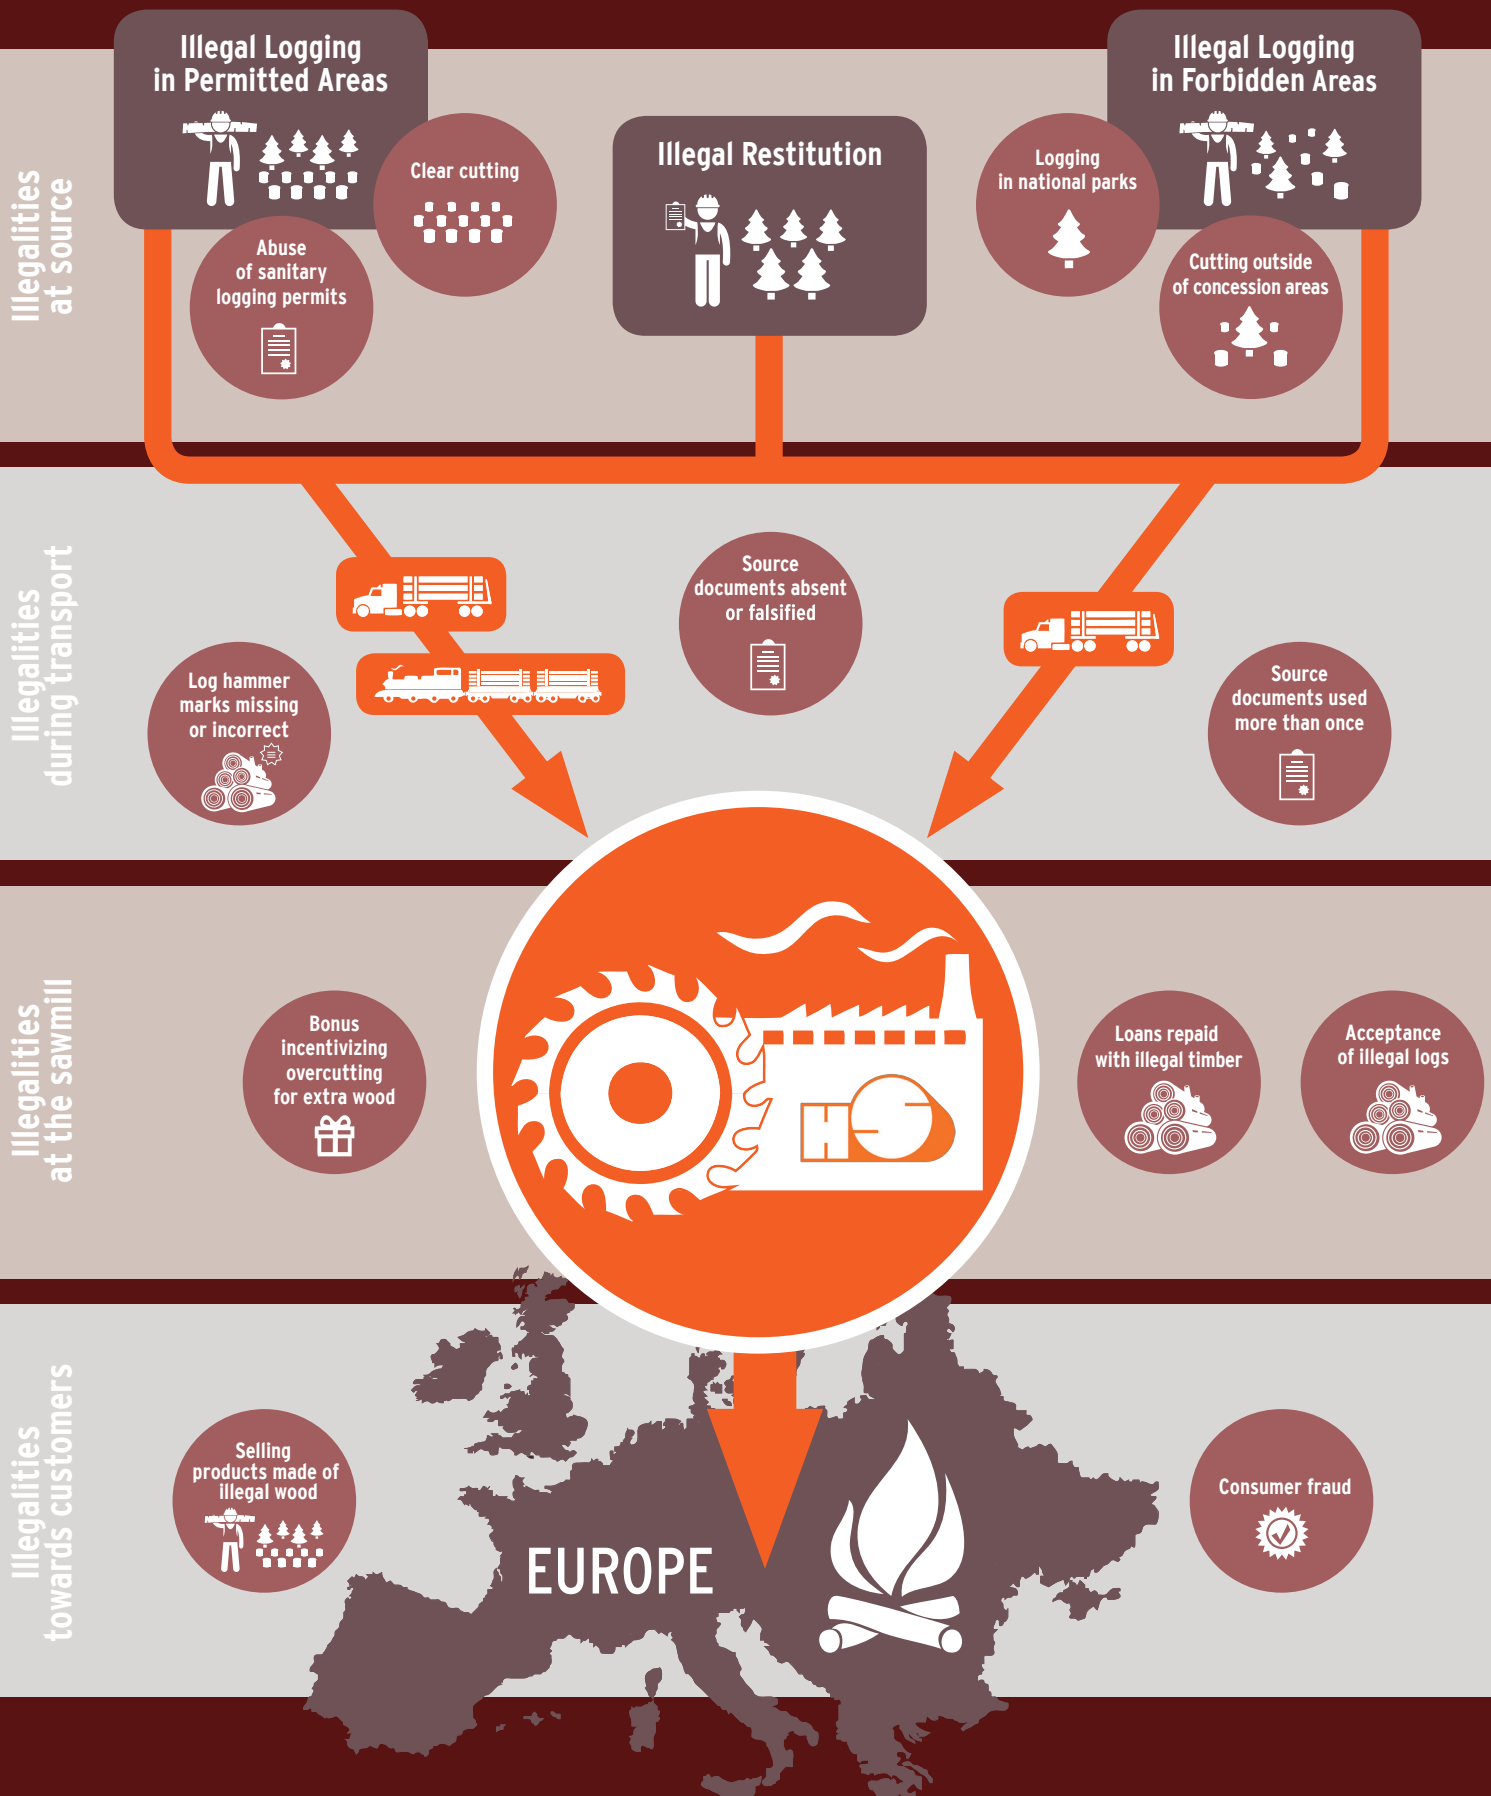 Illegalities
at source
Illegal Logging
in Permitted Areas
Clear cutting
Abuse
of sanitary
logging permits
Illegal Restitution
Illegal Logging
in Forbidden Areas
Logging
in national parks
Cutting outside
of concession areas
Illegalities
during transport
Log hammer
marks missing
or incorrect
Source
documents absent
or falsified
Source
documents used
more than once
Illegalities
at the sawmill
Bonus
incentivizing
overcutting
for extra wood
HS
Loans repaid
with illegal timber
Acceptance
of illegal logs
Illegalities
towards customers
Selling
products made of
illegal wood
EUROPE
Consumer fraud